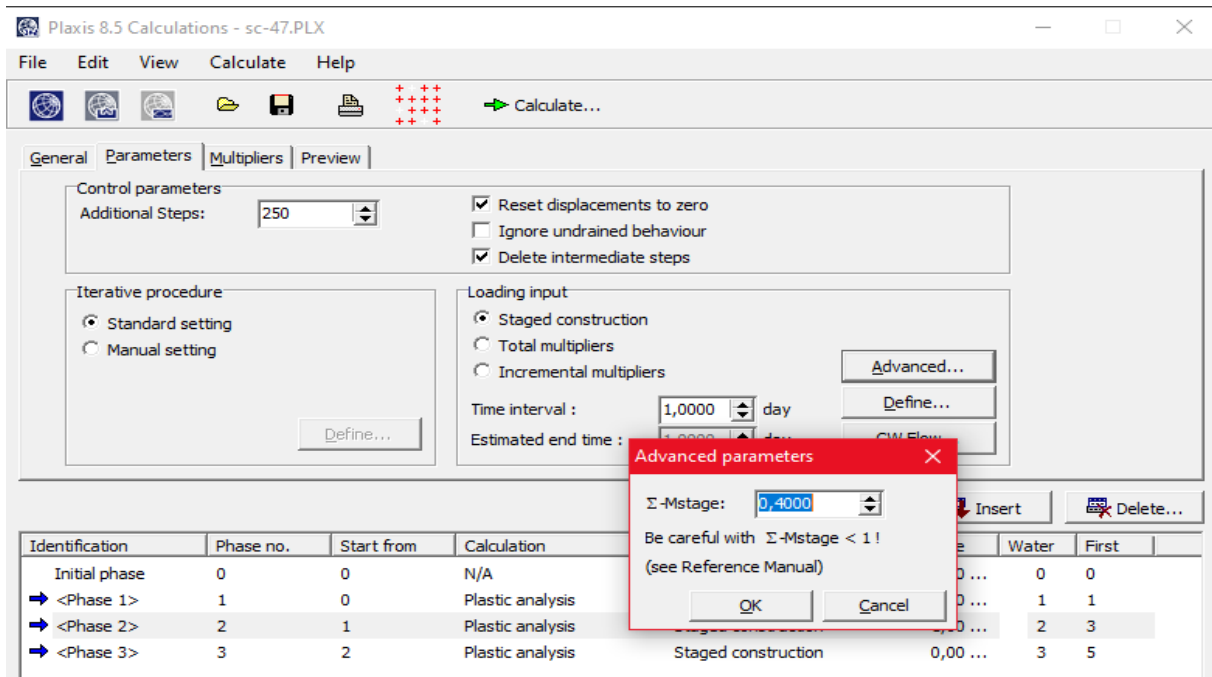 Plaxis 8.5 Calculations - sc-47.PLX
File Edit View Calculate Help
Calculate...
General Parameters Multipliers Preview
Control parameters
Additional Steps: 250
Reset displacements to zero
Ignore undrained behaviour
Delete intermediate steps
Iterative procedure
Standard setting
Manual setting
Define...
Loading input
Staged construction
Total multipliers
Incremental multipliers
Advanced...
Time interval : 1,0000 day
Define...
Estimated end time :
Advanced parameters
Σ-Mstage: 0,4000
Be careful with Σ-Mstage < 1 !
(see Reference Manual)
OK Cancel
Insert Delete...
Identification Phase no. Start from Calculation Water First
Initial phase 0 0 N/A 0 0
<Phase 1> 1 0 Plastic analysis 1 1
<Phase 2> 2 1 Plastic analysis 2 3
<Phase 3> 3 2 Plastic analysis Staged construction 0,00 ... 3 5